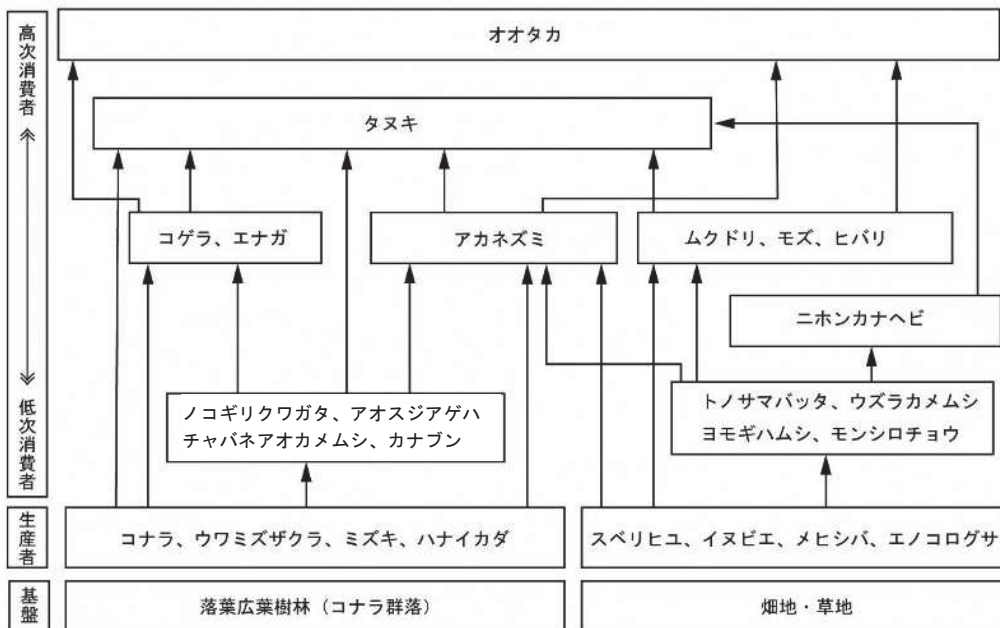 高次消費者
低次消費者
生産者
基盤
オオタカ
タヌキ
コゲラ、エナガ
アカネズミ
ムクドリ、モズ、ヒバリ
ニホンカナヘビ
ノコギリクワガタ、アオスジアゲハ
チャバネアオカメムシ、カナブン
トノサマバッタ、ウズラカメムシ
ヨモギハムシ、モンシロチョウ
コナラ、ウワミズザクラ、ミズキ、ハナイカダ
スベリヒユ、イヌビエ、メヒシバ、エノコログサ
落葉広葉樹林（コナラ群落）
畑地・草地